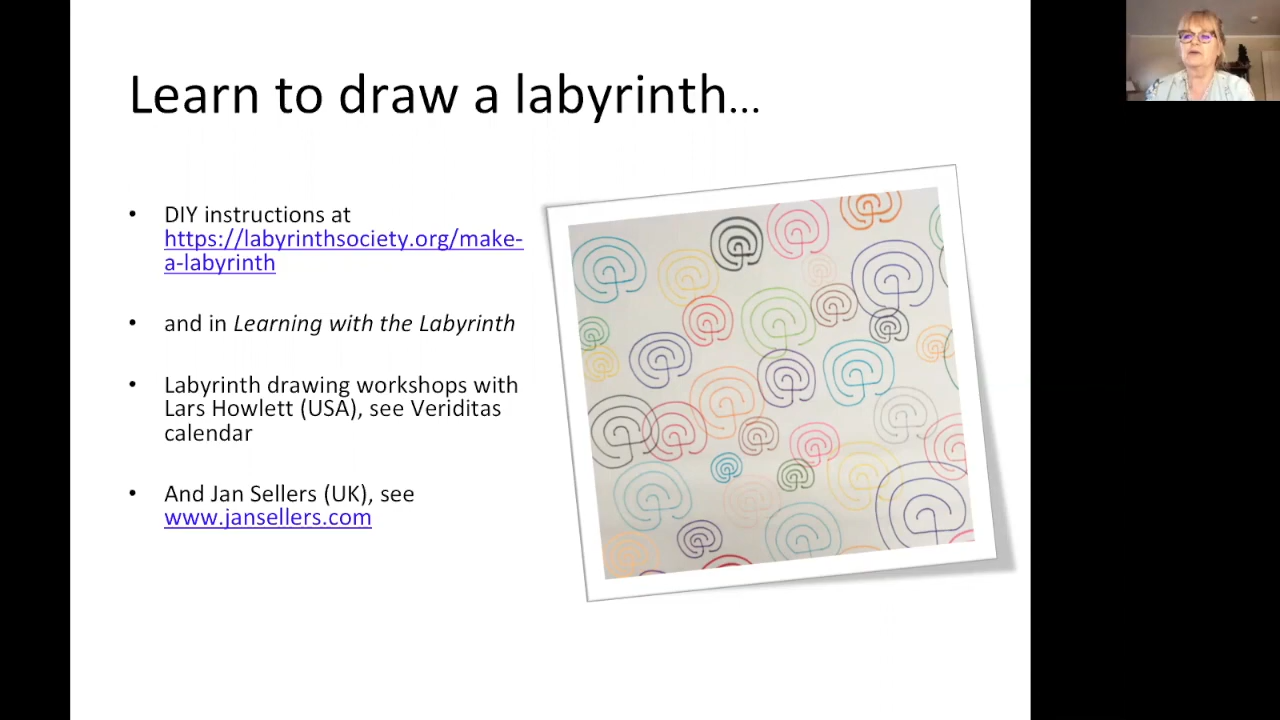 Learn to draw a labyrinth…
• DIY instructions at
https://labyrinthsociety.org/make-
a-labyrinth
• and in Learning with the Labyrinth
• Labyrinth drawing workshops with
Lars Howlett (USA), see Veriditas
calendar
• And Jan Sellers (UK), see
www.jansellers.com